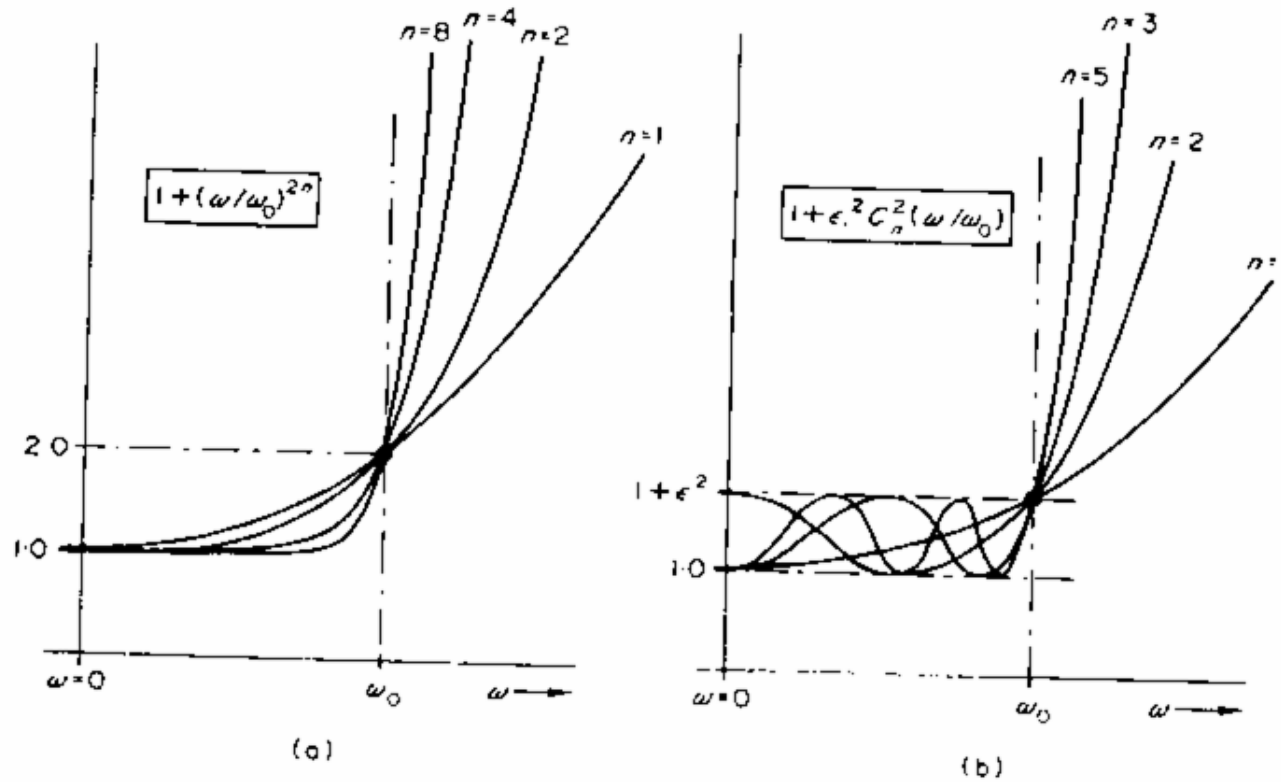 n=8
n=4
n=2
n=1
1+(ω/ω₀)²ⁿ
2·0
1·0
ω=0
ω₀
ω
(a)
n=3
n=5
n=2
1+ϵ²Cₙ²(ω/ω₀)
n=
1+ϵ²
1·0
ω=0
ω₀
ω
(b)